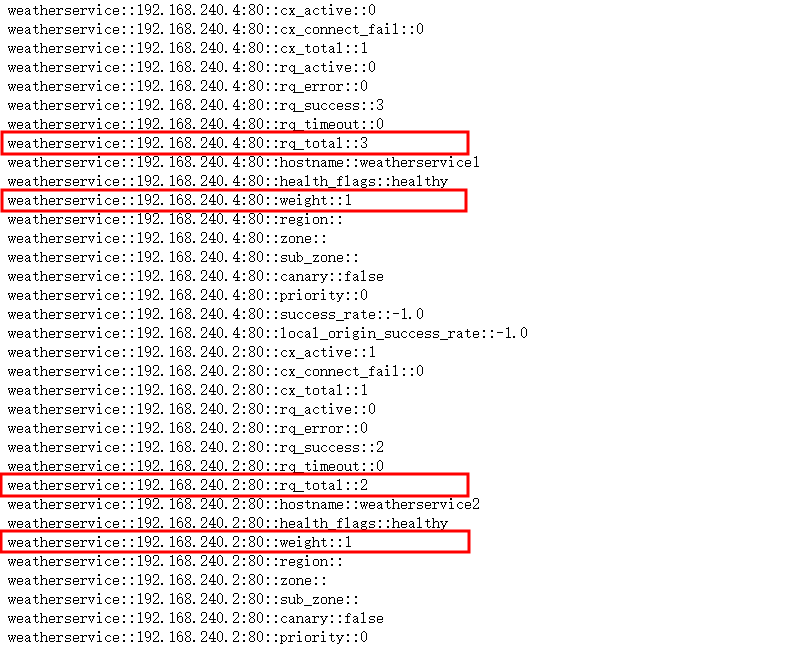 weatherservice::192.168.240.4:80::cx_active::0
weatherservice::192.168.240.4:80::cx_connect_fail::0
weatherservice::192.168.240.4:80::cx_total::1
weatherservice::192.168.240.4:80::rq_active::0
weatherservice::192.168.240.4:80::rq_error::0
weatherservice::192.168.240.4:80::rq_success::3
weatherservice::192.168.240.4:80::rq_timeout::0
weatherservice::192.168.240.4:80::rq_total::3
weatherservice::192.168.240.4:80::hostname::weatherservice1
weatherservice::192.168.240.4:80::health_flags::healthy
weatherservice::192.168.240.4:80::weight::1
weatherservice::192.168.240.4:80::region::
weatherservice::192.168.240.4:80::zone::
weatherservice::192.168.240.4:80::sub_zone::
weatherservice::192.168.240.4:80::canary::false
weatherservice::192.168.240.4:80::priority::0
weatherservice::192.168.240.4:80::success_rate::-1.0
weatherservice::192.168.240.4:80::local_origin_success_rate::-1.0
weatherservice::192.168.240.2:80::cx_active::1
weatherservice::192.168.240.2:80::cx_connect_fail::0
weatherservice::192.168.240.2:80::cx_total::1
weatherservice::192.168.240.2:80::rq_active::0
weatherservice::192.168.240.2:80::rq_error::0
weatherservice::192.168.240.2:80::rq_success::2
weatherservice::192.168.240.2:80::rq_timeout::0
weatherservice::192.168.240.2:80::rq_total::2
weatherservice::192.168.240.2:80::hostname::weatherservice2
weatherservice::192.168.240.2:80::health_flags::healthy
weatherservice::192.168.240.2:80::weight::1
weatherservice::192.168.240.2:80::region::
weatherservice::192.168.240.2:80::zone::
weatherservice::192.168.240.2:80::sub_zone::
weatherservice::192.168.240.2:80::canary::false
weatherservice::192.168.240.2:80::priority::0